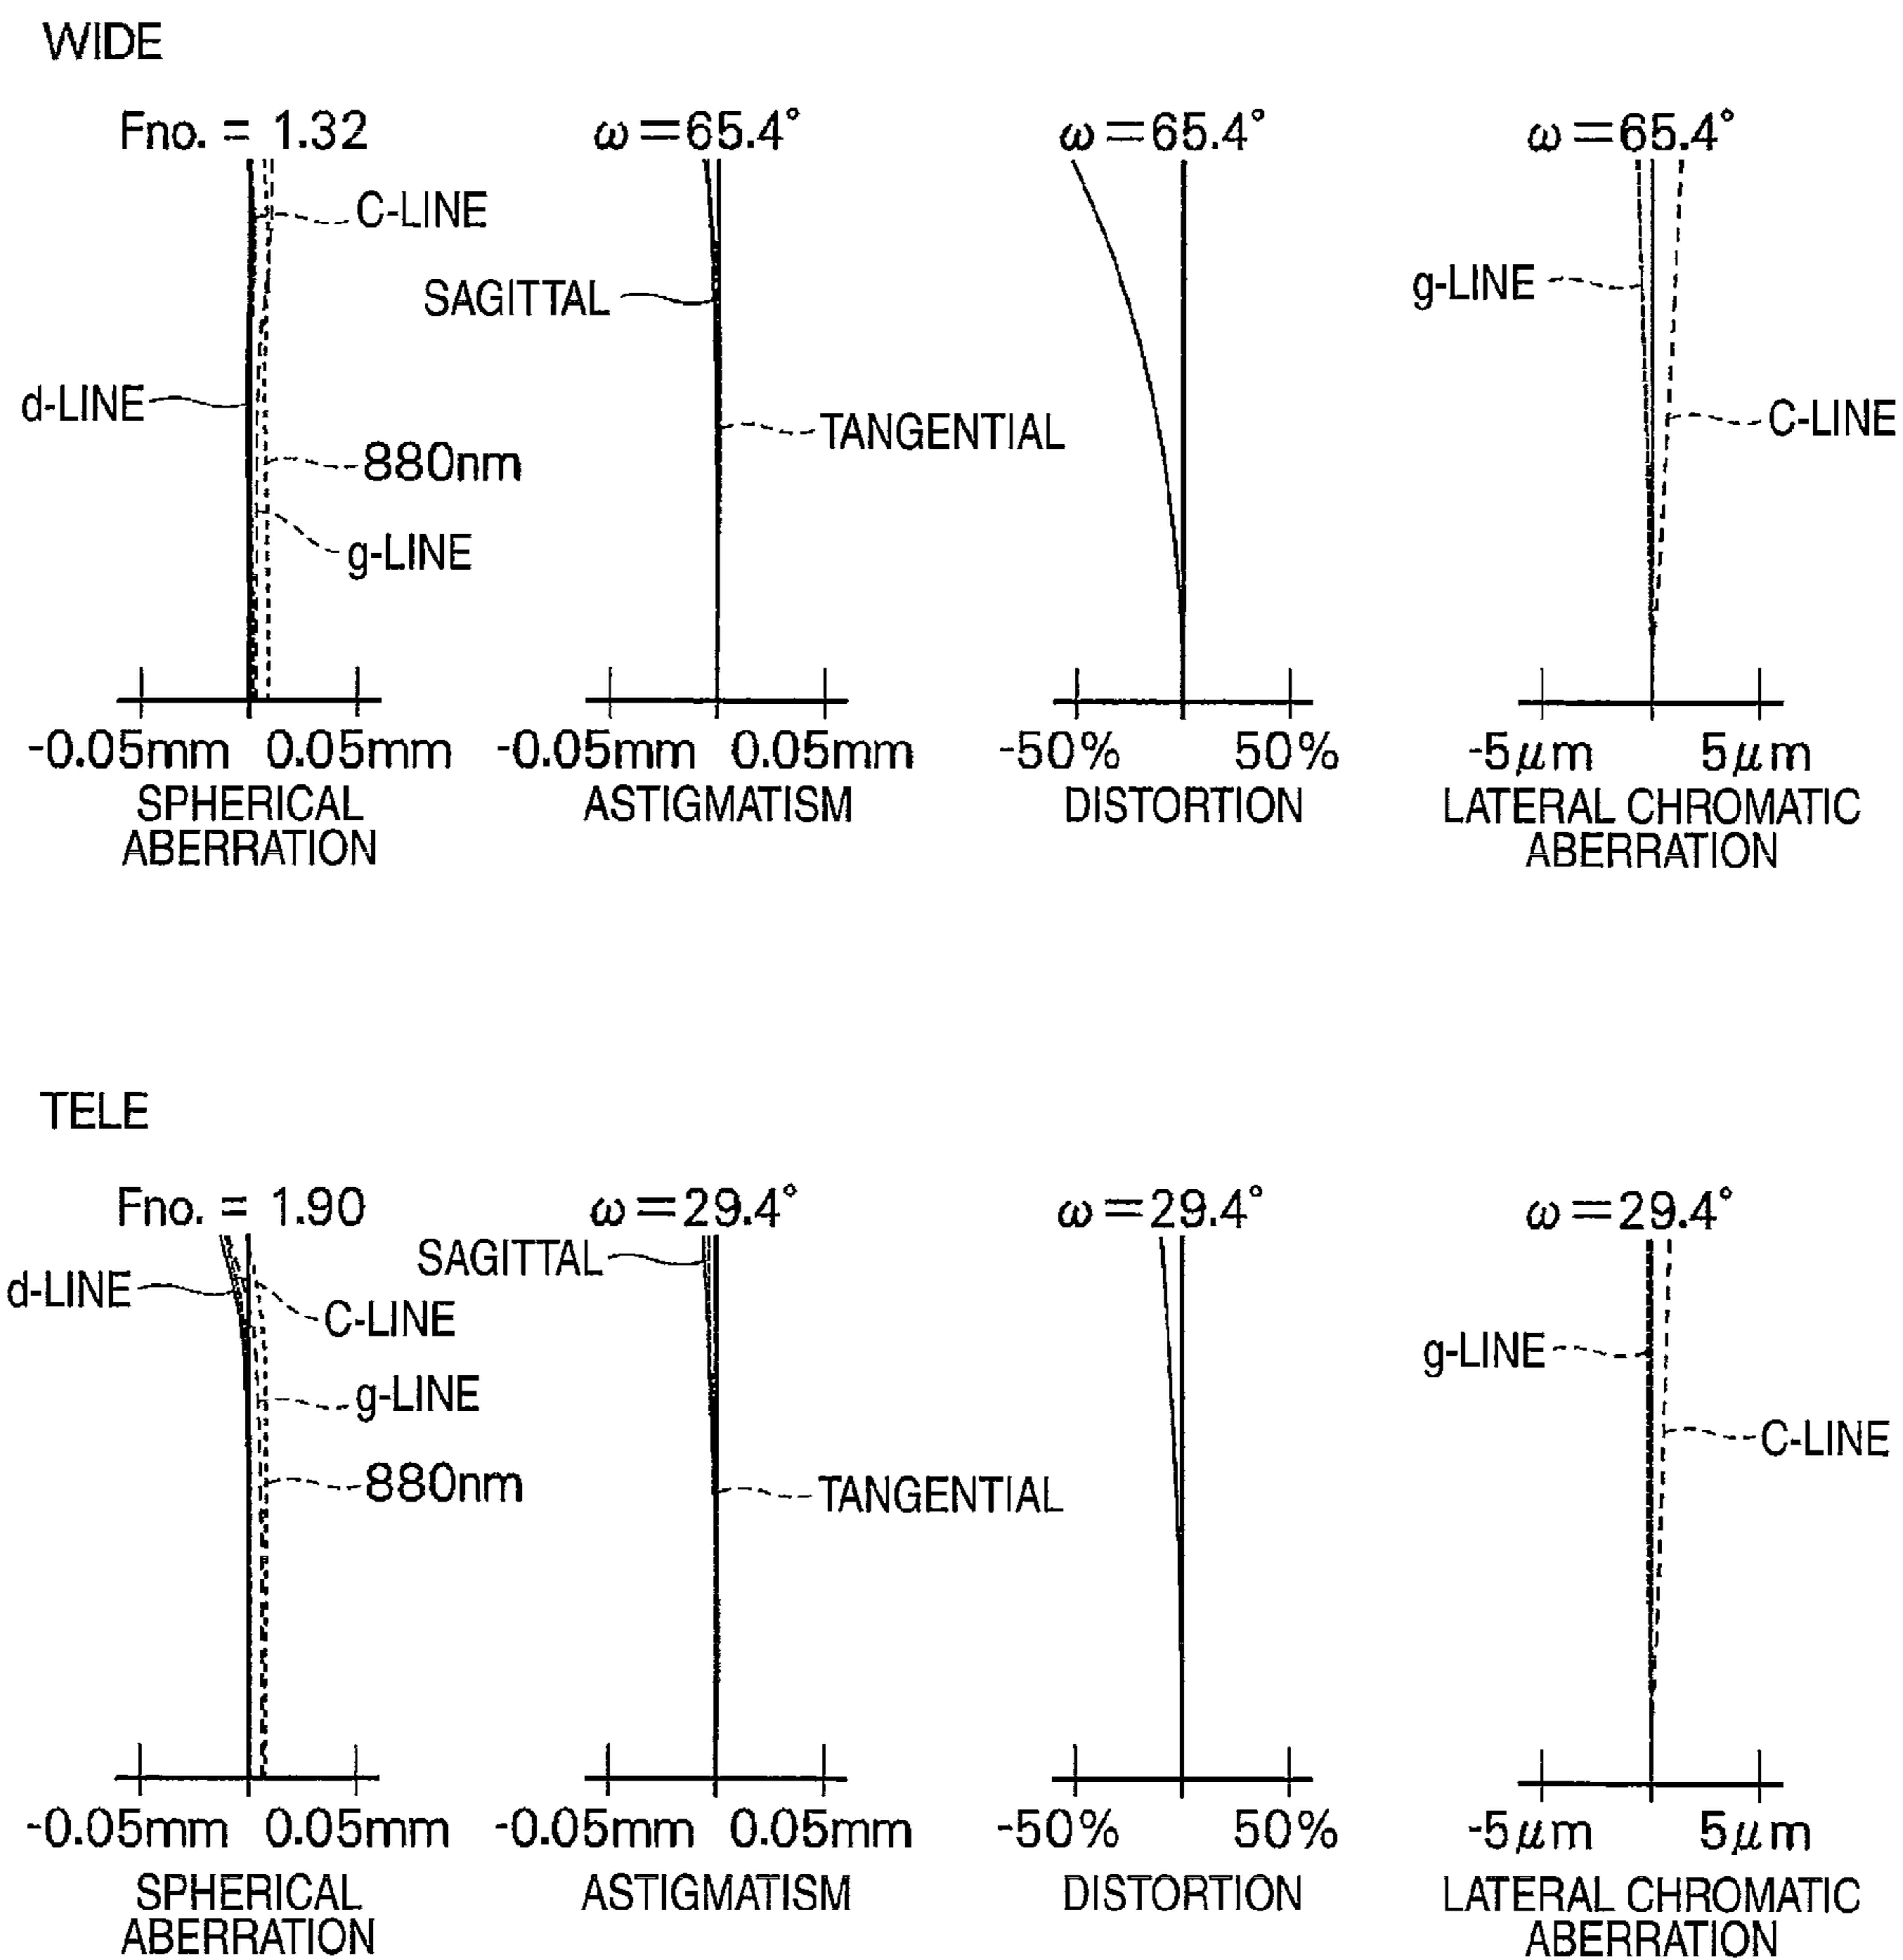 WIDE
Fno. = 1.32
ω=65.4°
ω=65.4°
ω=65.4°
C-LINE
SAGITTAL
g-LINE
d-LINE
TANGENTIAL
C-LINE
880nm
g-LINE
-0.05mm 0.05mm
-0.05mm 0.05mm
-50% 50%
-5μm 5μm
SPHERICAL
ABERRATION
ASTIGMATISM
DISTORTION
LATERAL CHROMATIC
ABERRATION
TELE
Fno. = 1.90
ω=29.4°
ω=29.4°
ω=29.4°
SAGITTAL
d-LINE
C-LINE
g-LINE
g-LINE
C-LINE
880nm
TANGENTIAL
-0.05mm 0.05mm
-0.05mm 0.05mm
-50% 50%
-5μm 5μm
SPHERICAL
ABERRATION
ASTIGMATISM
DISTORTION
LATERAL CHROMATIC
ABERRATION